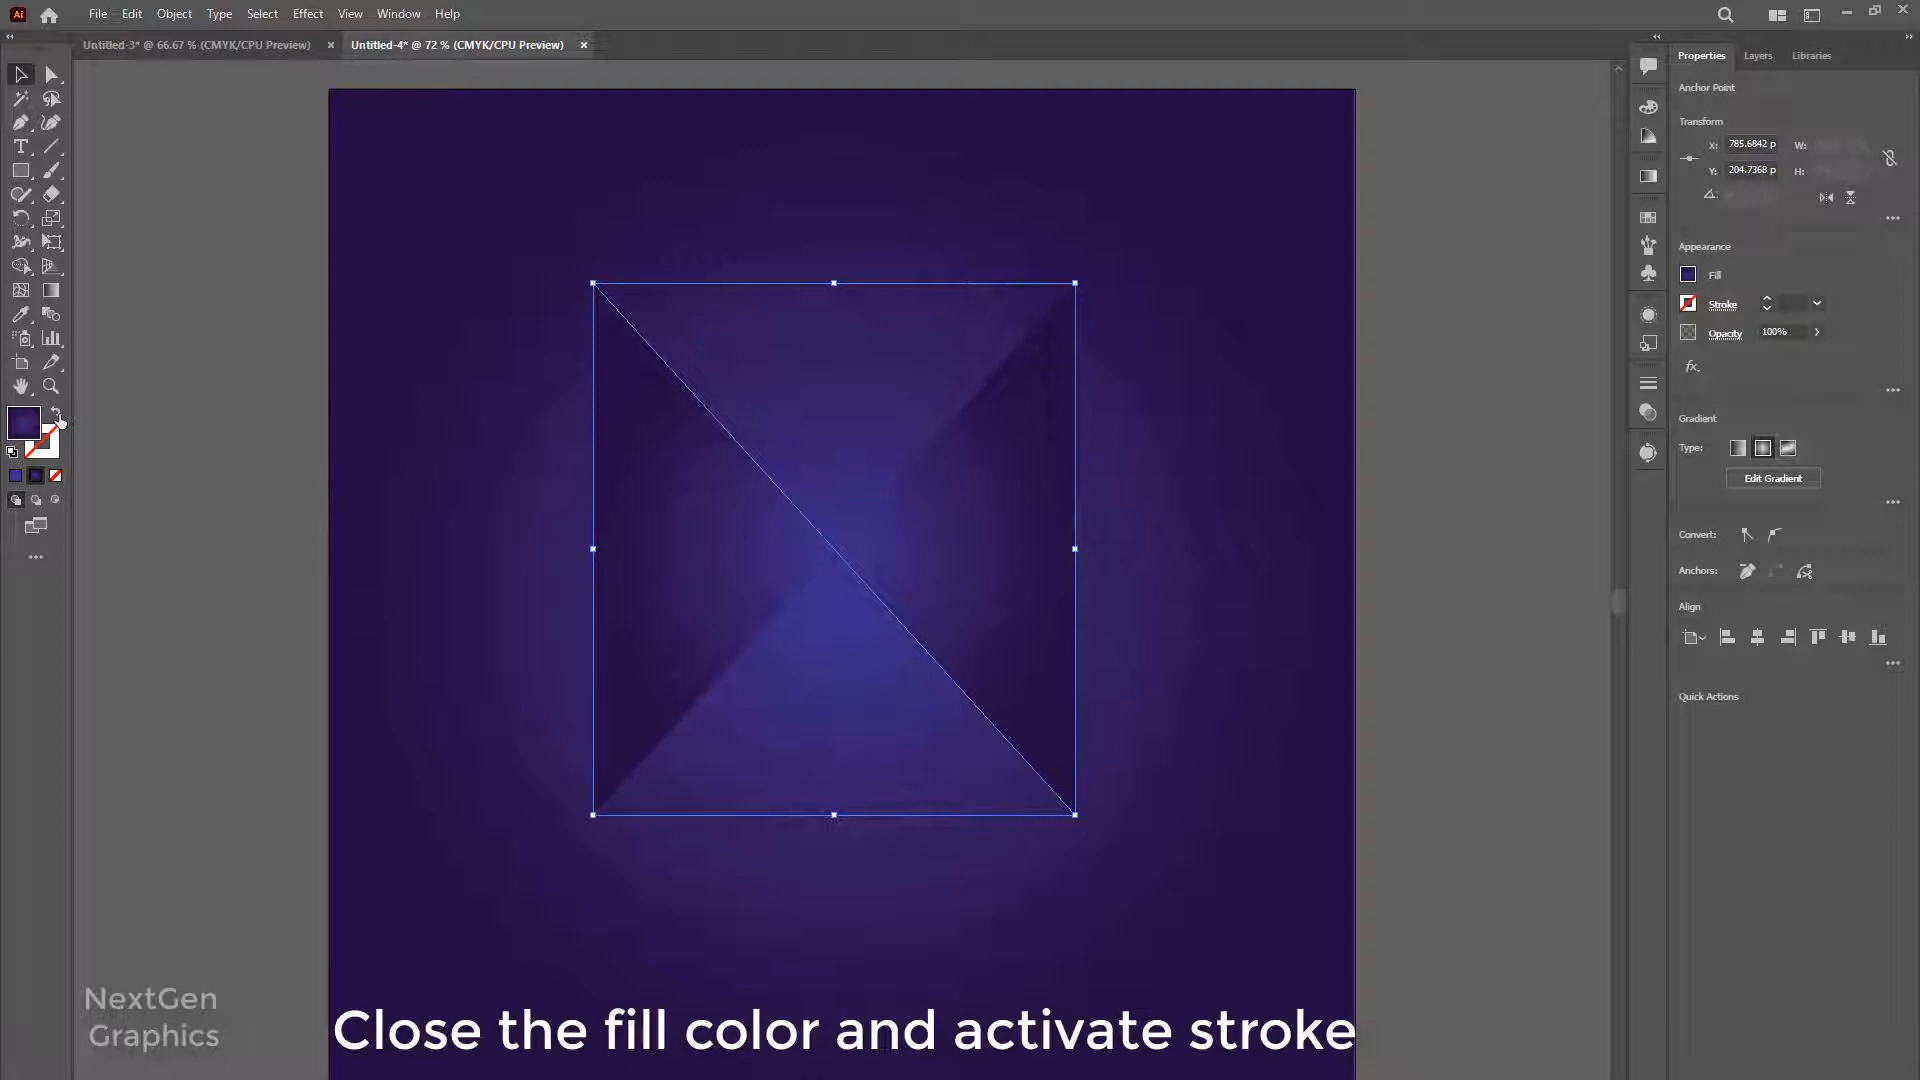 File Edit Object Type Select Effect View Window Help
Untitled-3* @ 66.67 % (CMYK/CPU Preview) × Untitled-4* @ 72 % (CMYK/CPU Preview) ×
Properties Layers Libraries
Anchor Point
Transform
X: 785.6842 p W:
Y: 204.7368 p H:
Appearance
Fill
Stroke
Opacity 100%
fx.
Gradient
Type:
Edit Gradient
Convert:
Anchors:
Align
Quick Actions
NextGen
Graphics
Close the fill color and activate stroke